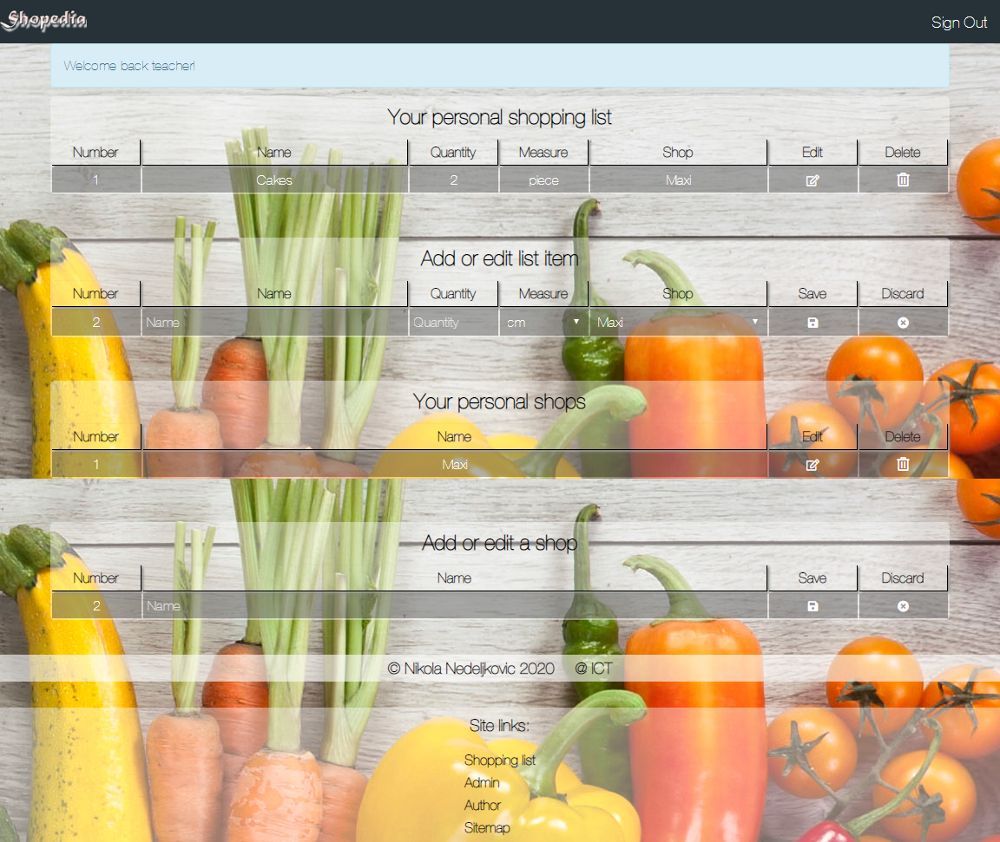 Shopedia
Sign Out
Welcome back teacher!
Your personal shopping list
Number Name Quantity Measure Shop Edit Delete
1 Cakes 2 piece Maxi
Add or edit list item
Number Name Quantity Measure Shop Save Discard
2 Name Quantity cm Maxi
Your personal shops
Number Name Edit Delete
1 Maxi
Add or edit a shop
Number Name Save Discard
2 Name
© Nikola Nedeljkovic 2020 @ ICT
Site links:
Shopping list
Admin
Author
Sitemap